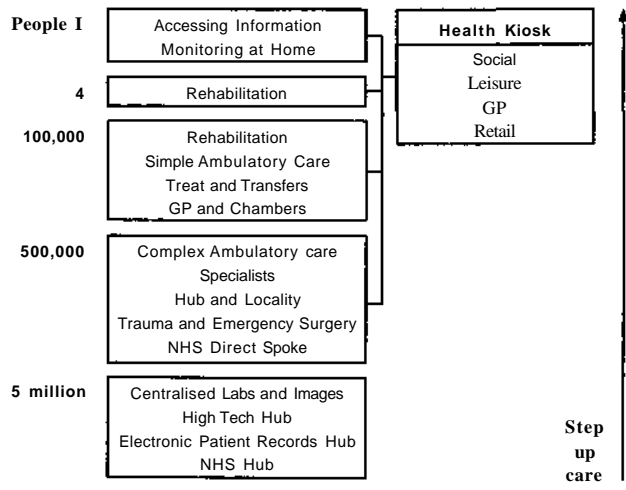 People I
Accessing Information
Monitoring at Home
4
Rehabilitation
100,000
Rehabilitation
Simple Ambulatory Care
Treat and Transfers
GP and Chambers
500,000
Complex Ambulatory care
Specialists
Hub and Locality
Trauma and Emergency Surgery
NHS Direct Spoke
5 million
Centralised Labs and Images
High Tech Hub
Electronic Patient Records Hub
NHS Hub
Health Kiosk
Social
Leisure
GP
Retail
Step
up
care